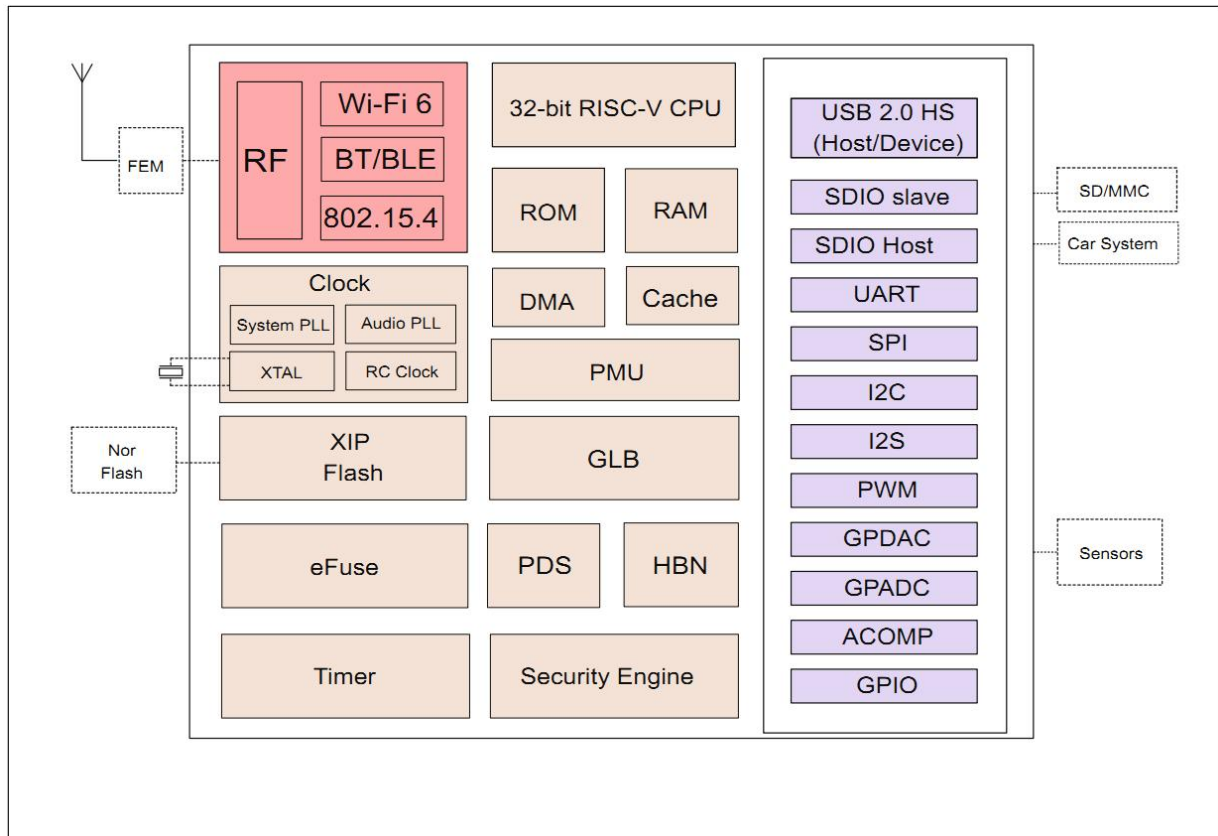 FEM
RF
Wi-Fi 6
BT/BLE
802.15.4
Clock
System PLL
Audio PLL
XTAL
RC Clock
Nor
Flash
XIP
Flash
eFuse
Timer
32-bit RISC-V CPU
ROM
RAM
DMA
Cache
PMU
GLB
PDS
HBN
Security Engine
USB 2.0 HS
(Host/Device)
SDIO slave
SDIO Host
UART
SPI
I2C
I2S
PWM
GPDAC
GPADC
ACOMP
GPIO
SD/MMC
Car System
Sensors